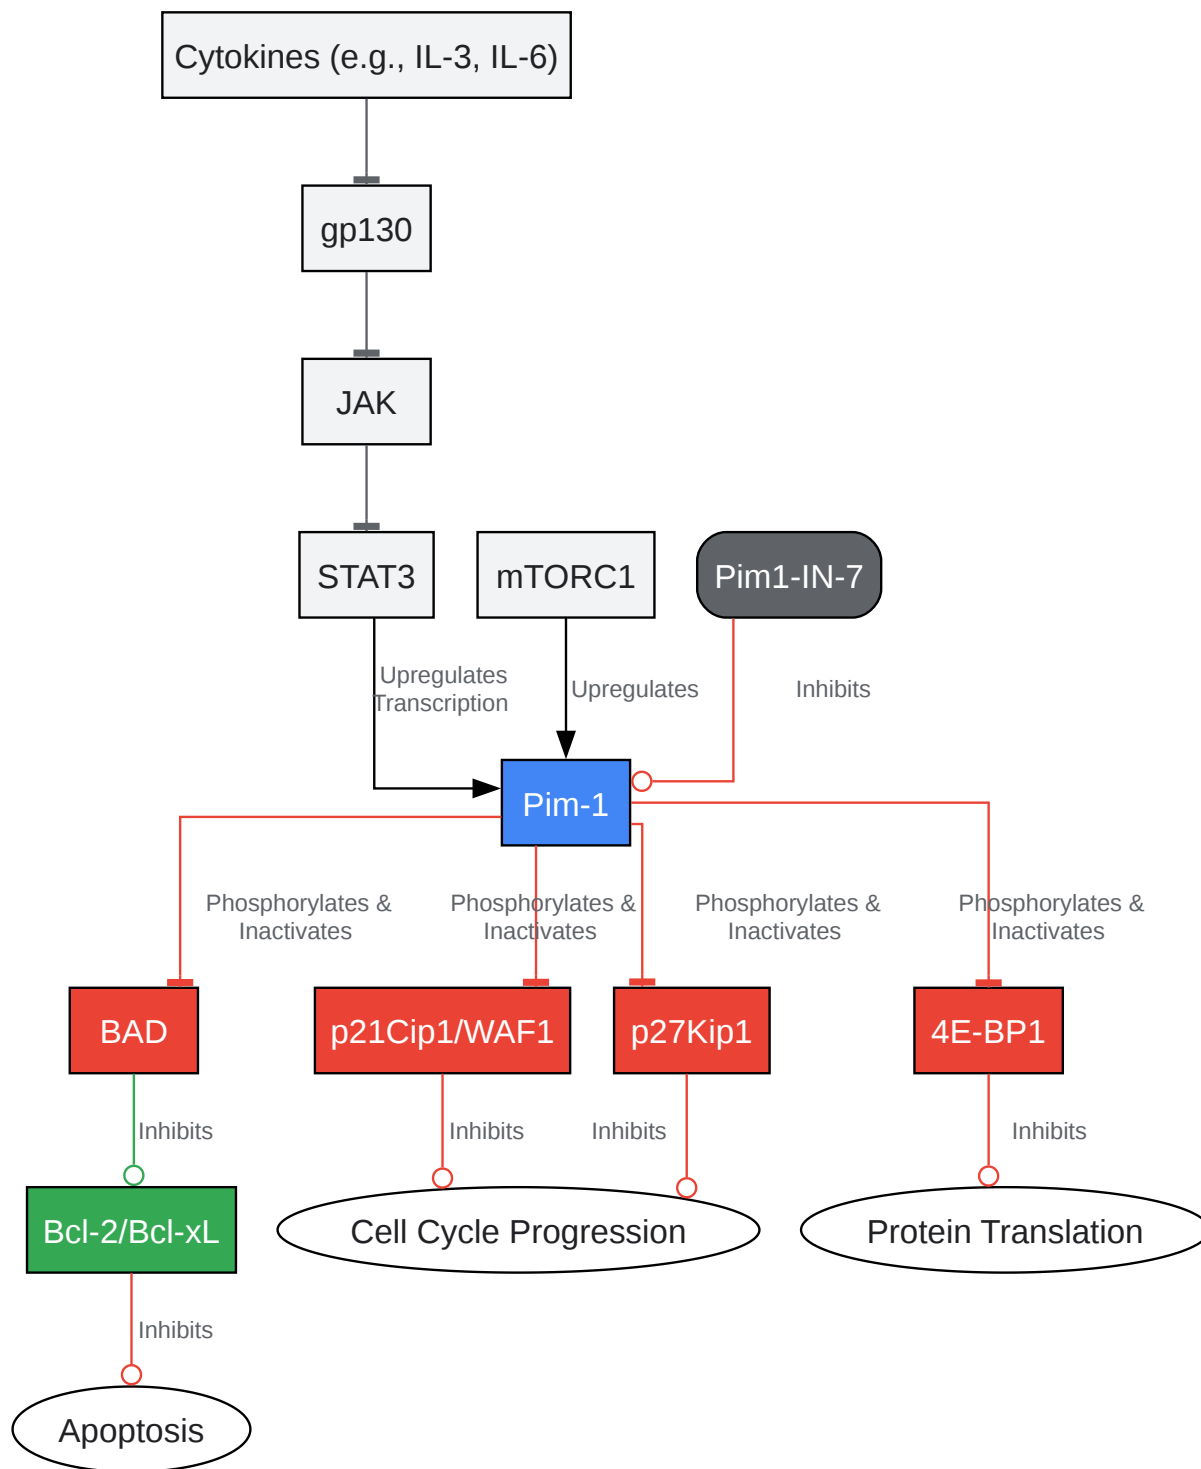 Cytokines (e.g., IL-3, IL-6)
gp130
JAK
STAT3
mTORC1
Pim1-IN-7
Upregulates
Transcription
Upregulates
Inhibits
Pim-1
Phosphorylates &
Inactivates
Phosphorylates &
Inactivates
Phosphorylates &
Inactivates
Phosphorylates &
Inactivates
BAD
p21Cip1/WAF1
p27Kip1
4E-BP1
Inhibits
Inhibits
Inhibits
Inhibits
Bcl-2/Bcl-xL
Cell Cycle Progression
Protein Translation
Inhibits
Apoptosis